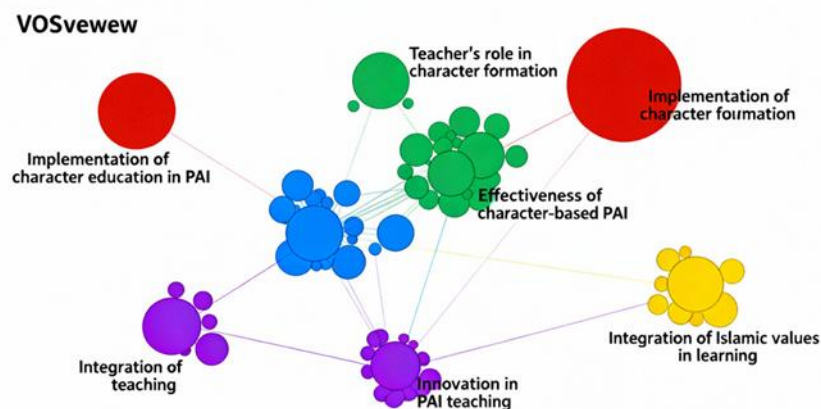 VOSvewew
Teacher's role in
character formation
Implementation of
character foumation
Implementation of
character education in PAI
Effectiveness of
character-based PAI
Integration of
teaching
Innovation in
PAI teaching
Integration of Islamic values
in learning